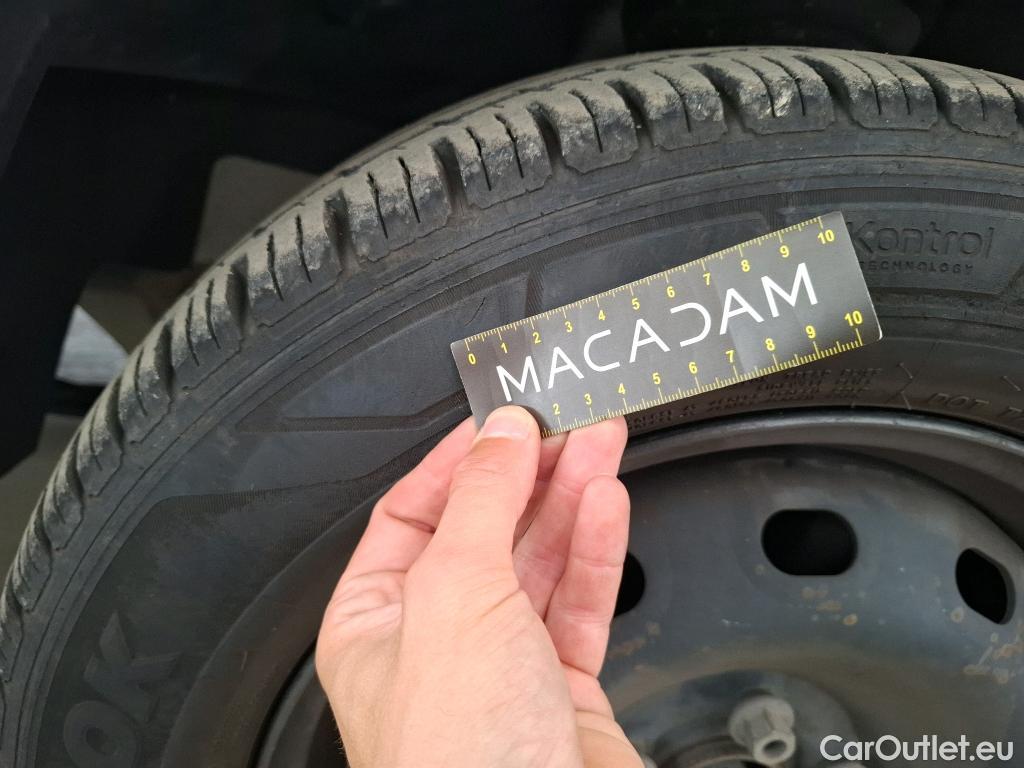 Kontrol
TECHNOLOGY
0 1 2 3 4 5 6 7 8 9 10
MACADAM
2 3 4 5 6 7 8 9 10
DOT
OK
CarOutlet.eu